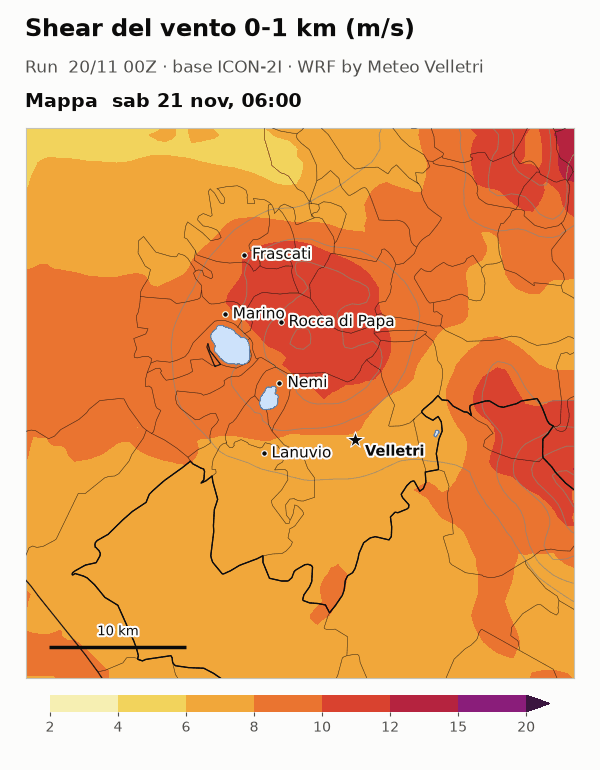 Shear del vento 0-1 km (m/s)
Run  20/11 00Z · base ICON-2I · WRF by Meteo Velletri
Mappa  sab 21 nov, 06:00
Frascati
Marino
Rocca di Papa
Nemi
Velletri
Lanuvio
10 km
2 4 6 8 10 12 15 20